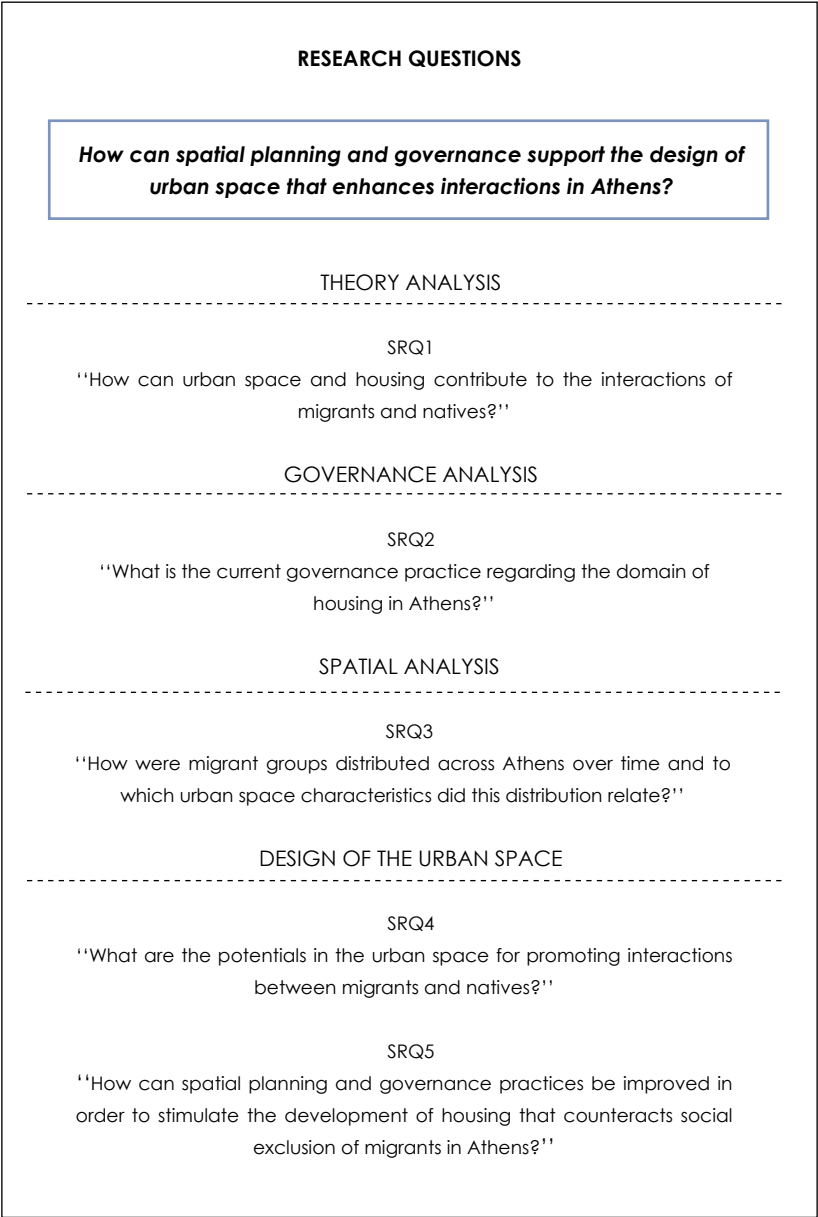 RESEARCH QUESTIONS
How can spatial planning and governance support the design of
urban space that enhances interactions in Athens?
THEORY ANALYSIS
SRQ1
‘‘How can urban space and housing contribute to the interactions of
migrants and natives?’’
GOVERNANCE ANALYSIS
SRQ2
‘‘What is the current governance practice regarding the domain of
housing in Athens?’’
SPATIAL ANALYSIS
SRQ3
‘‘How were migrant groups distributed across Athens over time and to
which urban space characteristics did this distribution relate?’’
DESIGN OF THE URBAN SPACE
SRQ4
‘‘What are the potentials in the urban space for promoting interactions
between migrants and natives?’’
SRQ5
‘‘How can spatial planning and governance practices be improved in
order to stimulate the development of housing that counteracts social
exclusion of migrants in Athens?’’